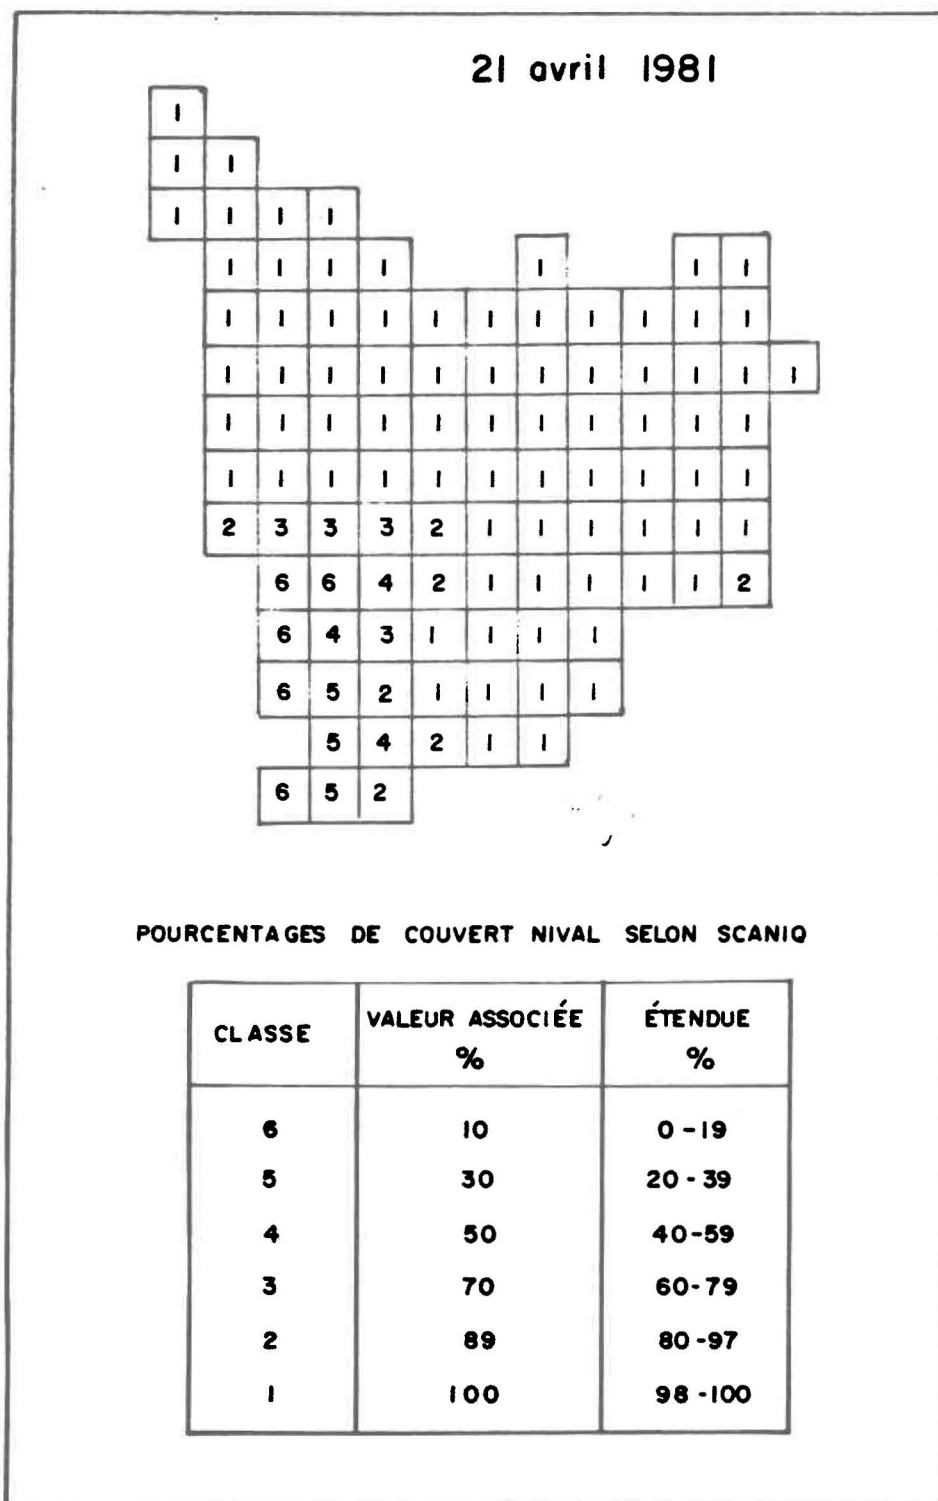 21 avril 1981
1
1 1
1 1 1 1
1 1 1 1 1 1 1
1 1 1 1 1 1 1 1 1 1 1
1 1 1 1 1 1 1 1 1 1 1 1
1 1 1 1 1 1 1 1 1 1 1
1 1 1 1 1 1 1 1 1 1 1
2 3 3 3 2 1 1 1 1 1 1
6 6 4 2 1 1 1 1 1 2
6 4 3 1 1 1 1
6 5 2 1 1 1 1
5 4 2 1 1
6 5 2
POURCENTAGES DE COUVERT NIVAL SELON SCANIQ
CLASSE VALEUR ASSOCIÉE % ÉTENDUE %
6 10 0-19
5 30 20-39
4 50 40-59
3 70 60-79
2 89 80-97
1 100 98-100